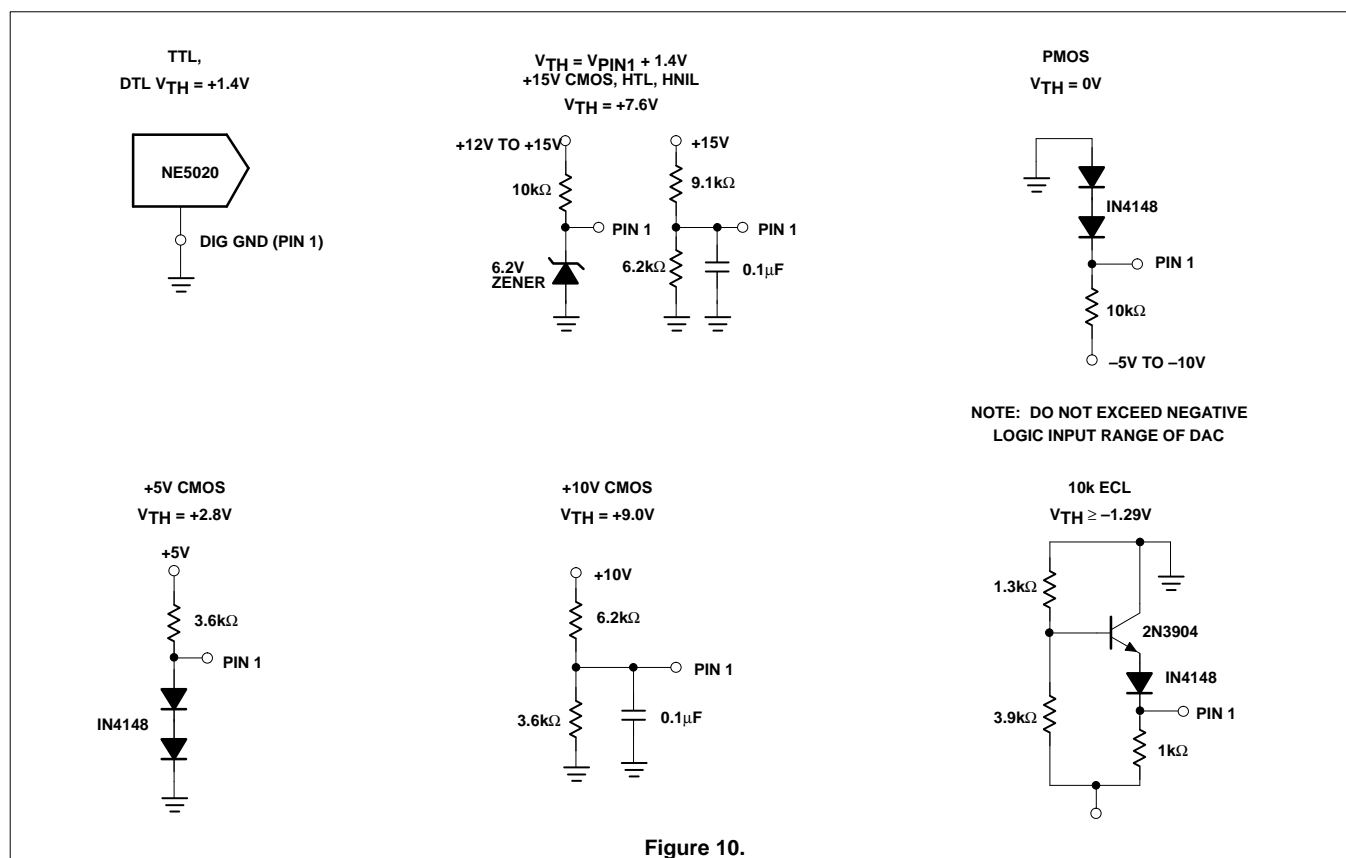 TTL,
DTL VTH = +1.4V
NE5020
DIG GND (PIN 1)
VTH = VPIN1 + 1.4V
+15V CMOS, HTL, HNIL
VTH = +7.6V
+12V TO +15V
10kΩ
PIN 1
6.2V
ZENER
+15V
9.1kΩ
PIN 1
6.2kΩ
0.1µF
PMOS
VTH = 0V
IN4148
PIN 1
10kΩ
–5V TO –10V
NOTE: DO NOT EXCEED NEGATIVE
LOGIC INPUT RANGE OF DAC
+5V CMOS
VTH = +2.8V
+5V
3.6kΩ
PIN 1
IN4148
+10V CMOS
VTH = +9.0V
+10V
6.2kΩ
PIN 1
3.6kΩ
0.1µF
10k ECL
VTH ≥ –1.29V
1.3kΩ
2N3904
IN4148
PIN 1
3.9kΩ
1kΩ
Figure 10.